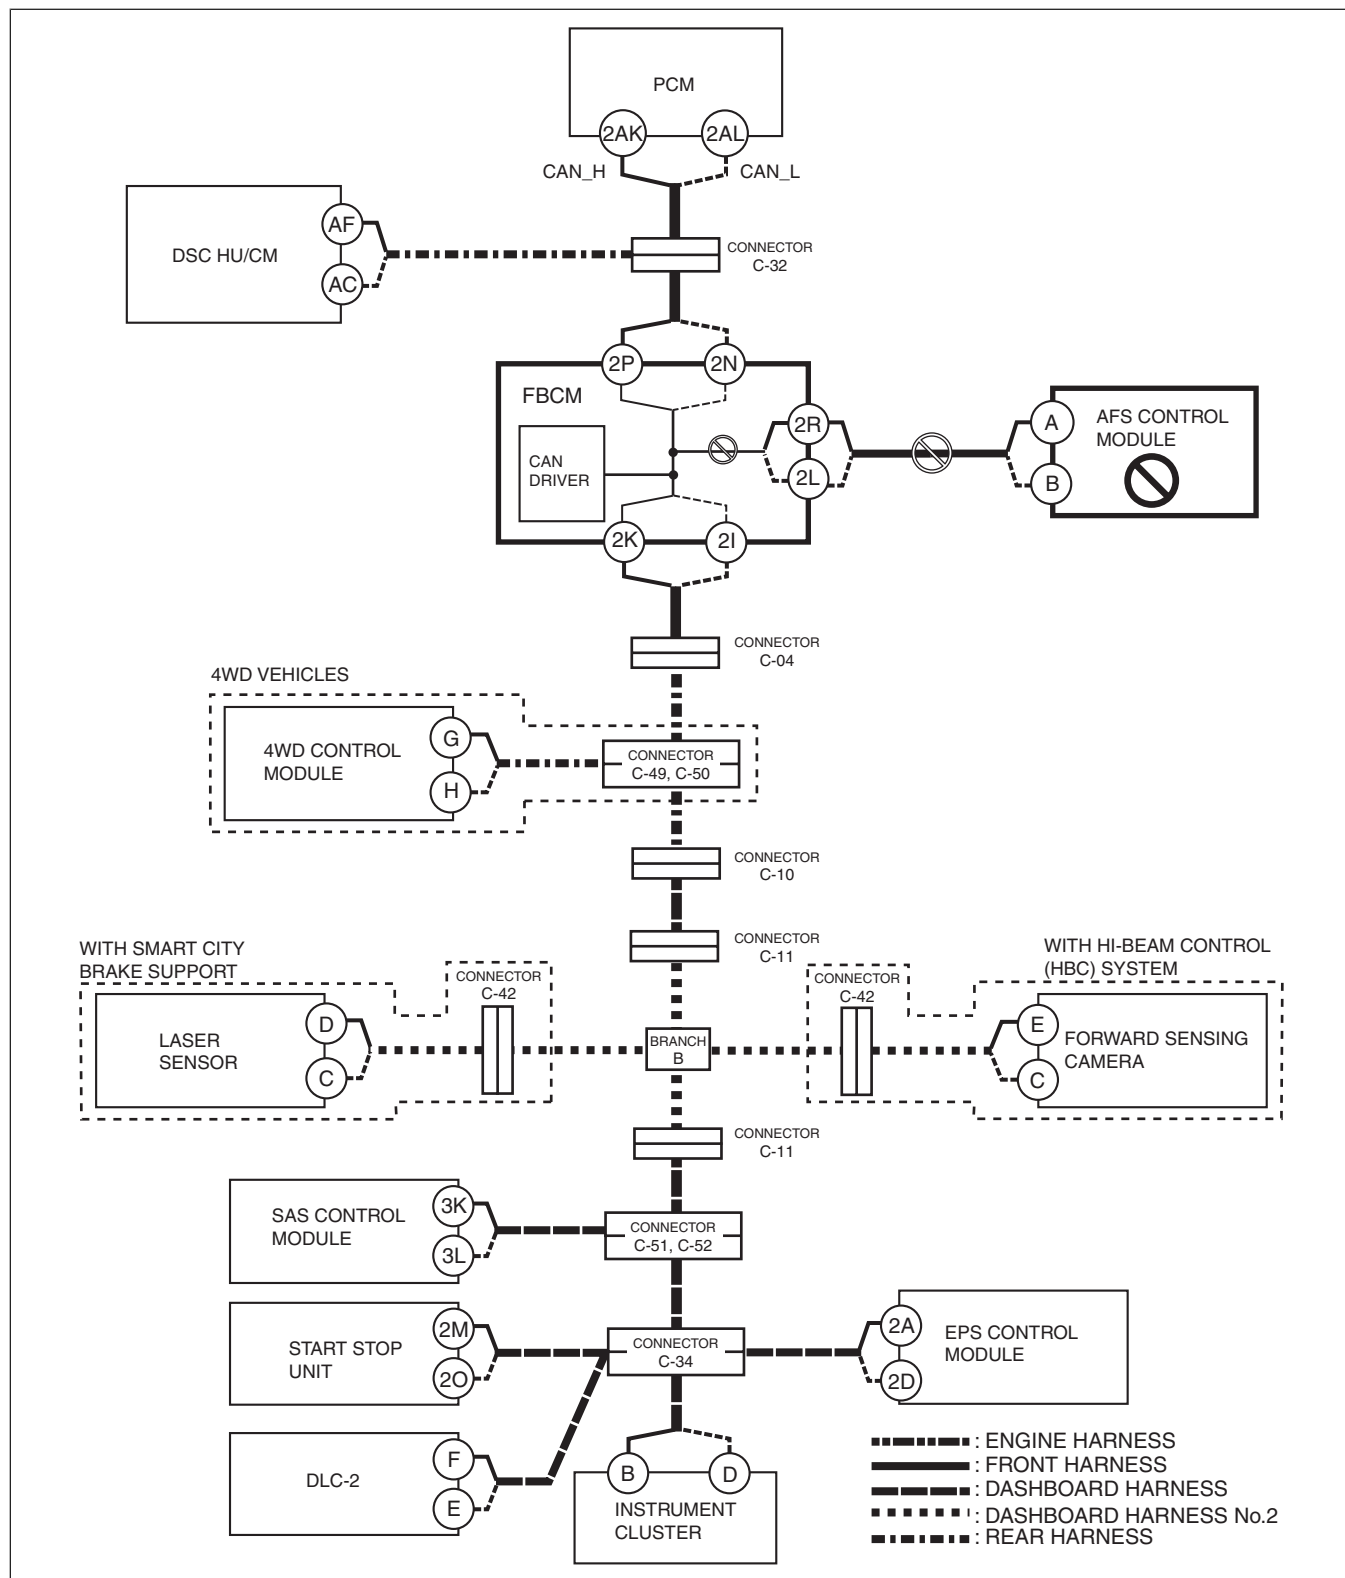 PCM
2AK
2AL
CAN_H
CAN_L
DSC HU/CM
AF
AC
CONNECTOR
C-32
2P
2N
FBCM
CAN
DRIVER
2R
2L
2K
2I
A
B
AFS CONTROL
MODULE
CONNECTOR
C-04
4WD VEHICLES
4WD CONTROL
MODULE
G
H
CONNECTOR
C-49, C-50
CONNECTOR
C-10
CONNECTOR
C-11
WITH SMART CITY
BRAKE SUPPORT
CONNECTOR
C-42
LASER
SENSOR
D
C
BRANCH
B
WITH HI-BEAM CONTROL
(HBC) SYSTEM
CONNECTOR
C-42
E
C
FORWARD SENSING
CAMERA
CONNECTOR
C-11
SAS CONTROL
MODULE
3K
3L
CONNECTOR
C-51, C-52
START STOP
UNIT
2M
2O
CONNECTOR
C-34
2A
2D
EPS CONTROL
MODULE
DLC-2
F
E
B
D
INSTRUMENT
CLUSTER
: ENGINE HARNESS
: FRONT HARNESS
: DASHBOARD HARNESS
: DASHBOARD HARNESS No.2
: REAR HARNESS